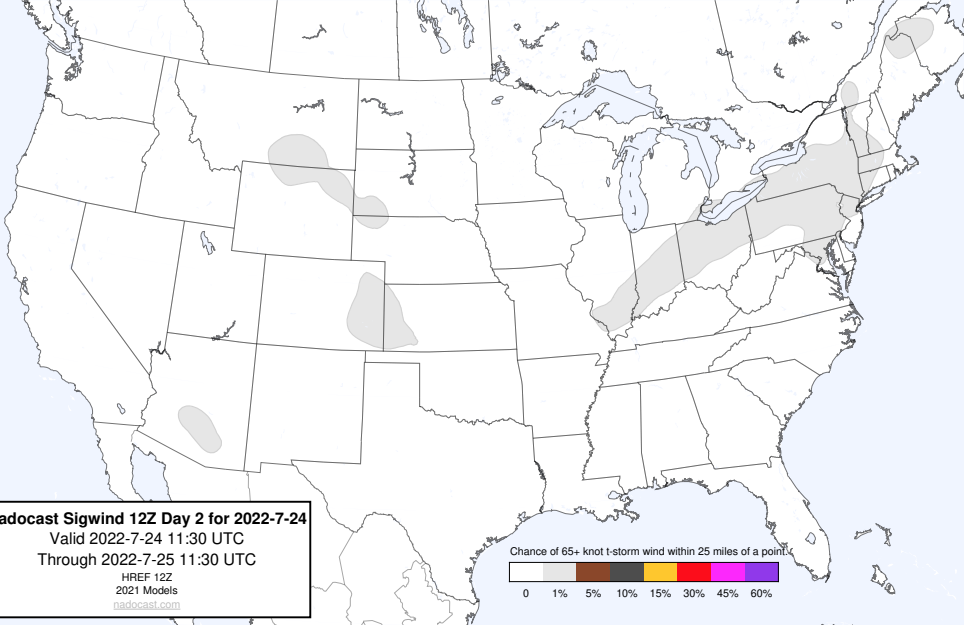 adocast Sigwind 12Z Day 2 for 2022-7-24
Valid 2022-7-24 11:30 UTC
Through 2022-7-25 11:30 UTC
HREF 12Z
2021 Models
nadocast.com
Chance of 65+ knot t-storm wind within 25 miles of a point.
0 1% 5% 10% 15% 30% 45% 60%